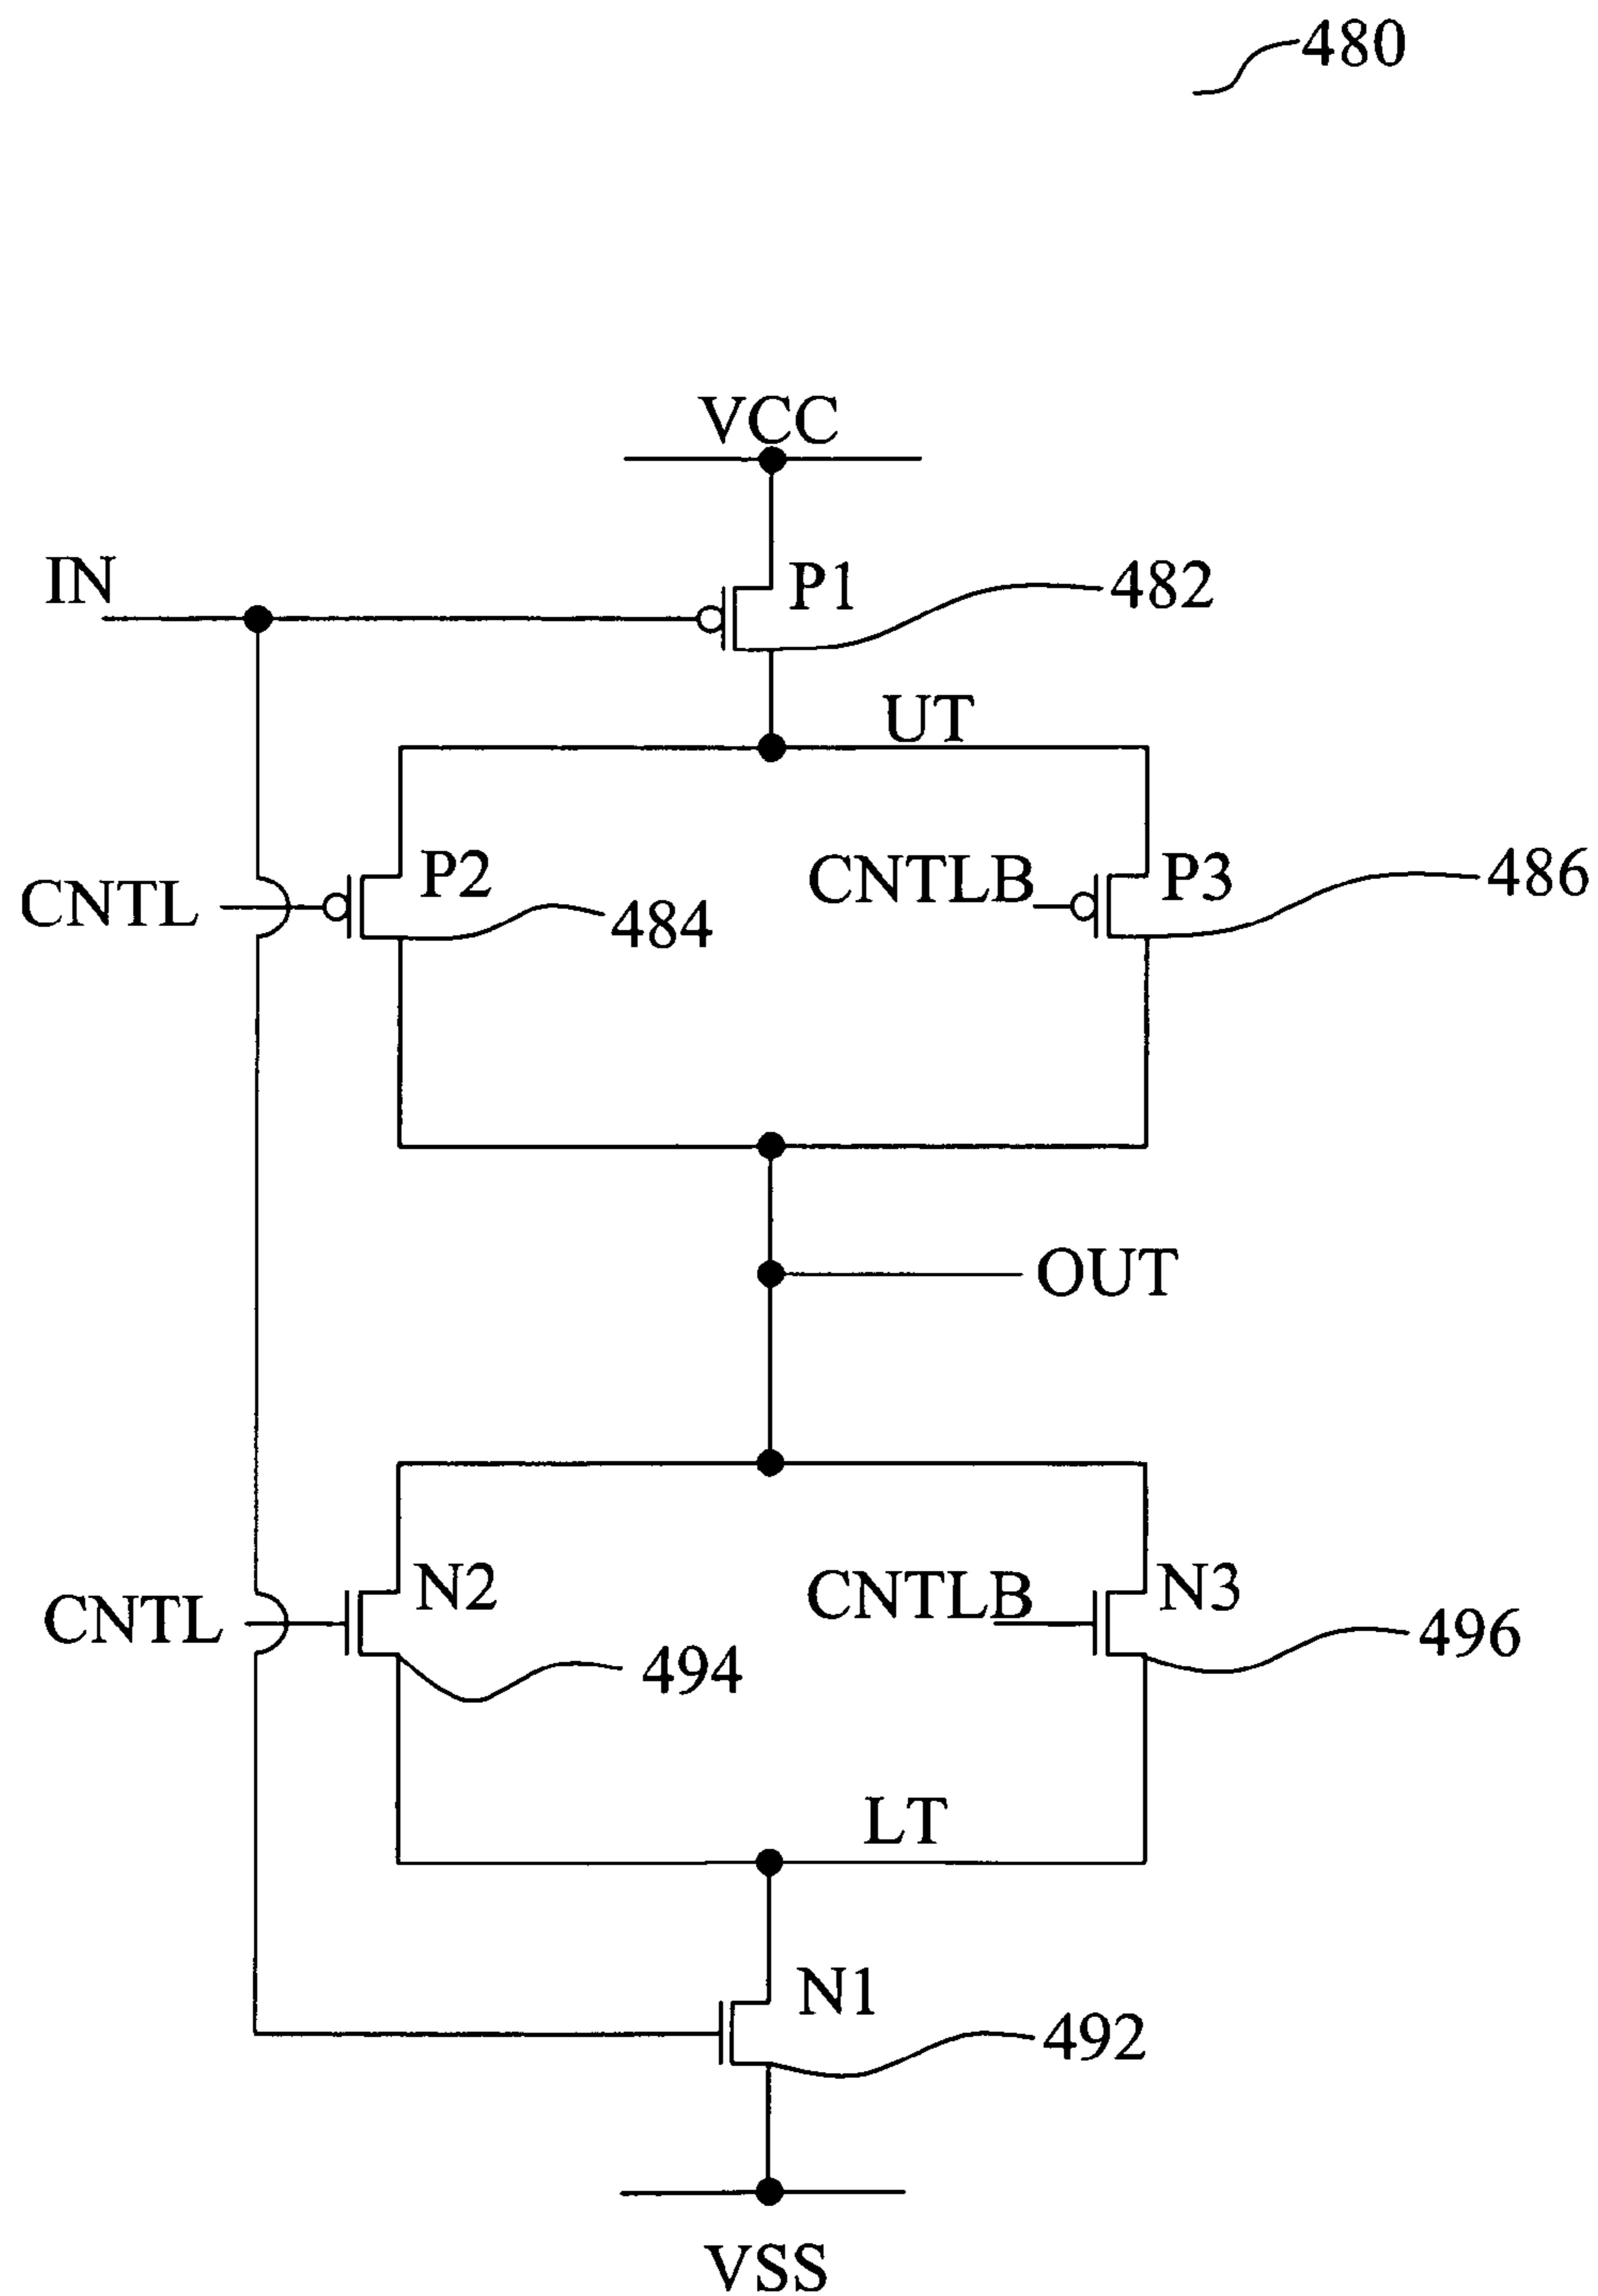 480
VCC
IN
P1
482
UT
CNTL
P2
484
CNTLB
P3
486
OUT
CNTL
N2
494
CNTLB
N3
496
LT
N1
492
VSS